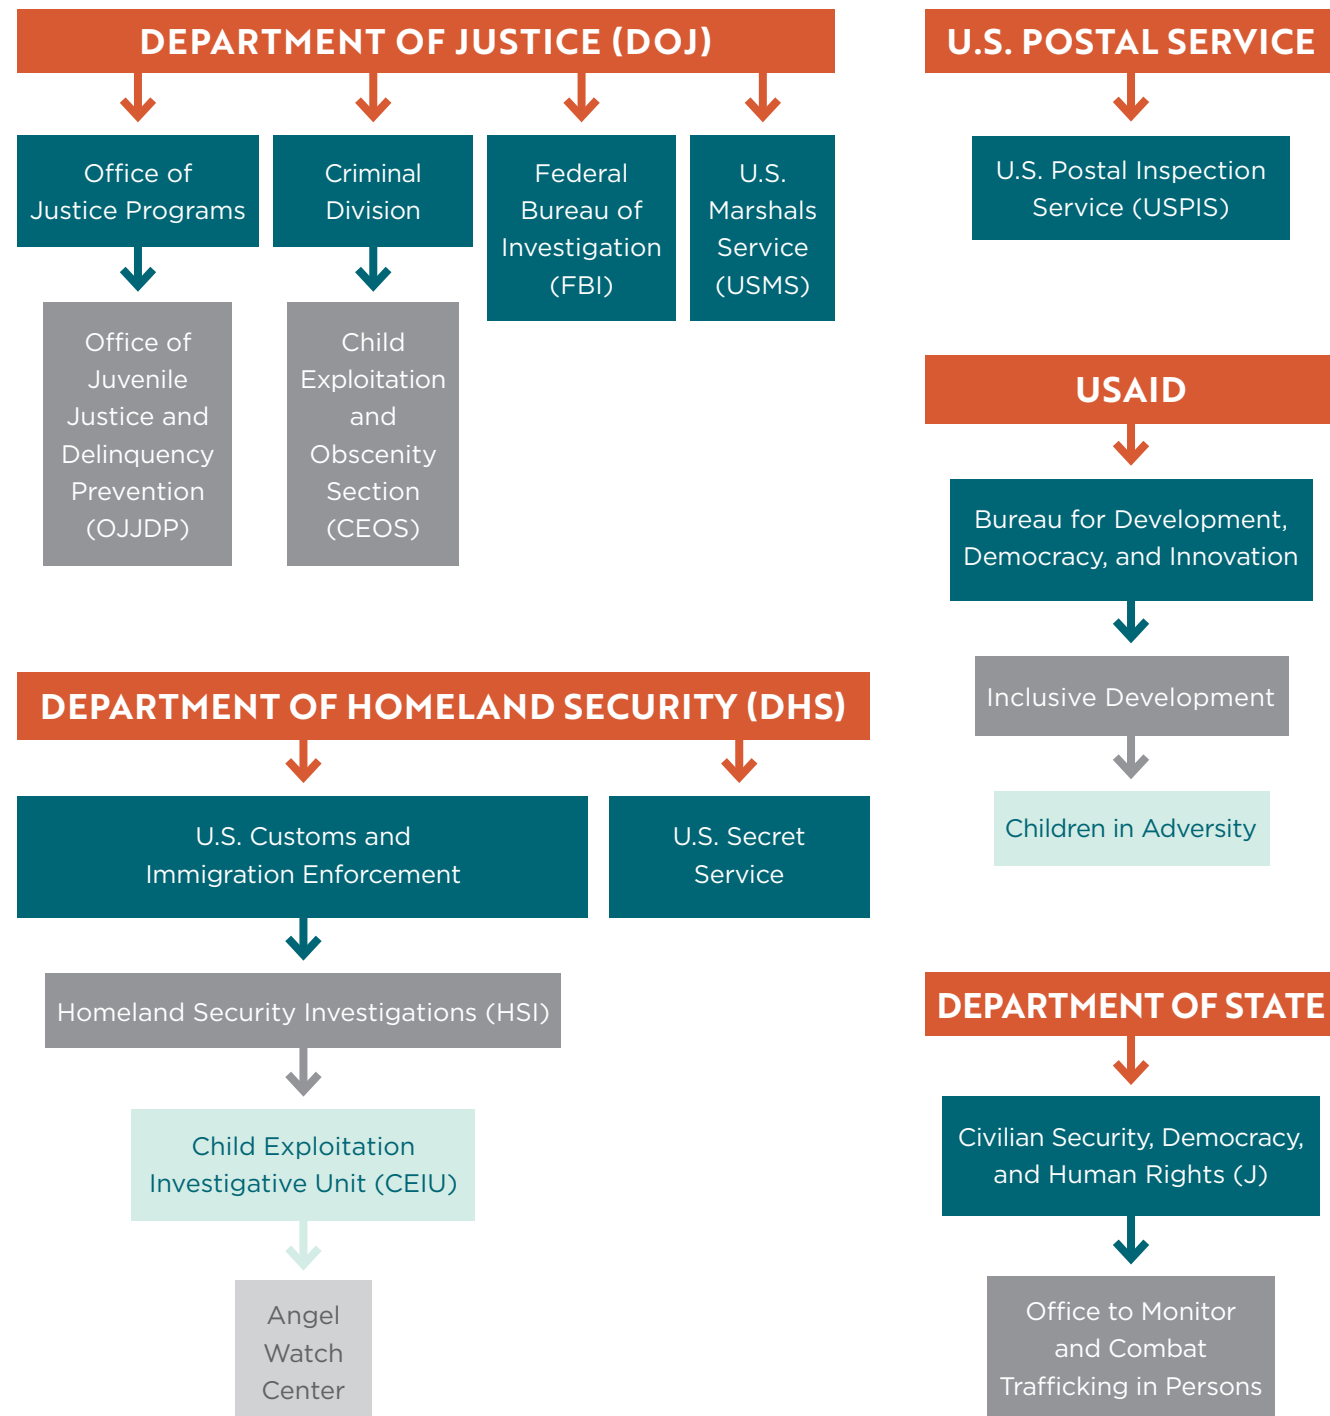 DEPARTMENT OF JUSTICE (DOJ)
Office of
Justice Programs
Criminal
Division
Federal
Bureau of
Investigation
(FBI)
U.S.
Marshals
Service
(USMS)
Office of
Juvenile
Justice and
Delinquency
Prevention
(OJJDP)
Child
Exploitation
and
Obscenity
Section
(CEOS)
U.S. POSTAL SERVICE
U.S. Postal Inspection
Service (USPIS)
USAID
Bureau for Development,
Democracy, and Innovation
Inclusive Development
Children in Adversity
DEPARTMENT OF HOMELAND SECURITY (DHS)
U.S. Customs and
Immigration Enforcement
U.S. Secret
Service
Homeland Security Investigations (HSI)
Child Exploitation
Investigative Unit (CEIU)
Angel
Watch
Center
DEPARTMENT OF STATE
Civilian Security, Democracy,
and Human Rights (J)
Office to Monitor
and Combat
Trafficking in Persons